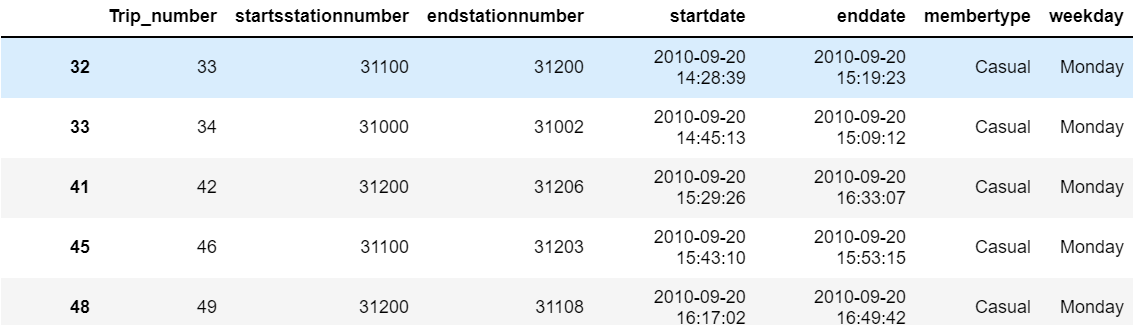 Trip_number startsstationnumber endstationnumber startdate enddate membertype weekday
32 33 31100 31200 2010-09-20 14:28:39 2010-09-20 15:19:23 Casual Monday
33 34 31000 31002 2010-09-20 14:45:13 2010-09-20 15:09:12 Casual Monday
41 42 31200 31206 2010-09-20 15:29:26 2010-09-20 16:33:07 Casual Monday
45 46 31100 31203 2010-09-20 15:43:10 2010-09-20 15:53:15 Casual Monday
48 49 31200 31108 2010-09-20 16:17:02 2010-09-20 16:49:42 Casual Monday